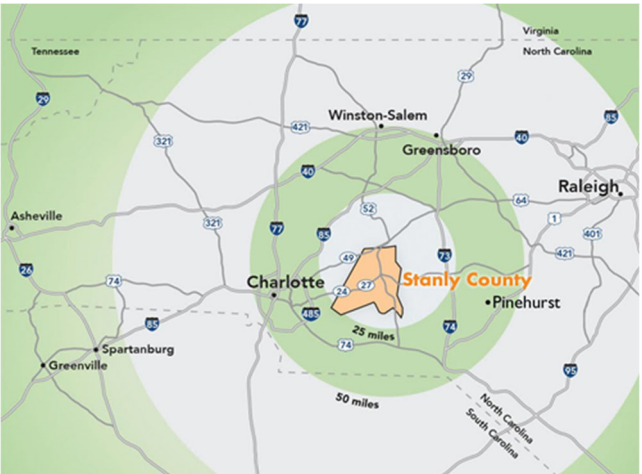 77
Virginia
Tennessee
North Carolina
29
29
85
Winston-Salem
421
40
321
Greensboro
40
Raleigh
64
52
Asheville
321
1
77
85
401
421
73
49
26
74
Charlotte
24
27
Stanly County
Pinehurst
485
85
74
25 miles
74
Spartanburg
Greenville
95
50 miles
North Carolina
South Carolina